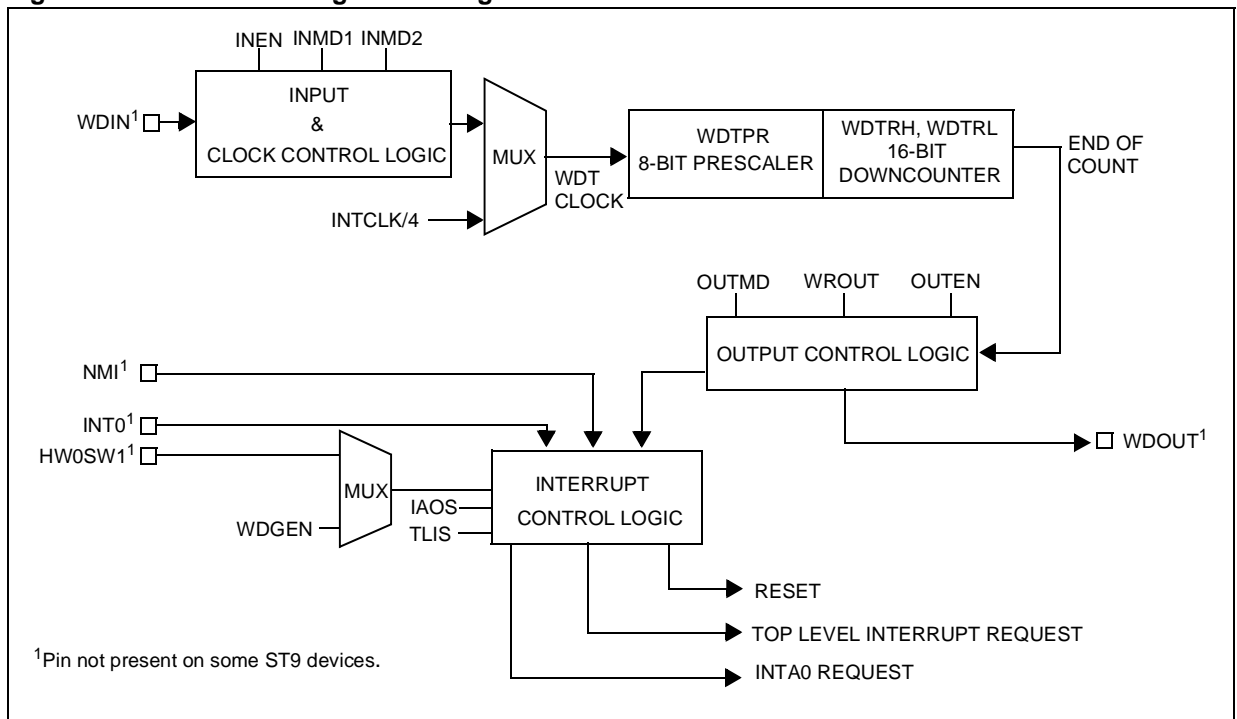 INEN INMD1 INMD2
INPUT
&
CLOCK CONTROL LOGIC
WDIN1
MUX
WDT
CLOCK
INTCLK/4
WDTPR
8-BIT PRESCALER
WDTRH, WDTRL
16-BIT
DOWNCOUNTER
END OF
COUNT
OUTMD WROUT OUTEN
OUTPUT CONTROL LOGIC
NMI1
INT01
HW0SW11
MUX
WDGEN
IAOS
TLIS
INTERRUPT
CONTROL LOGIC
WDOUT1
RESET
TOP LEVEL INTERRUPT REQUEST
INTA0 REQUEST
1Pin not present on some ST9 devices.